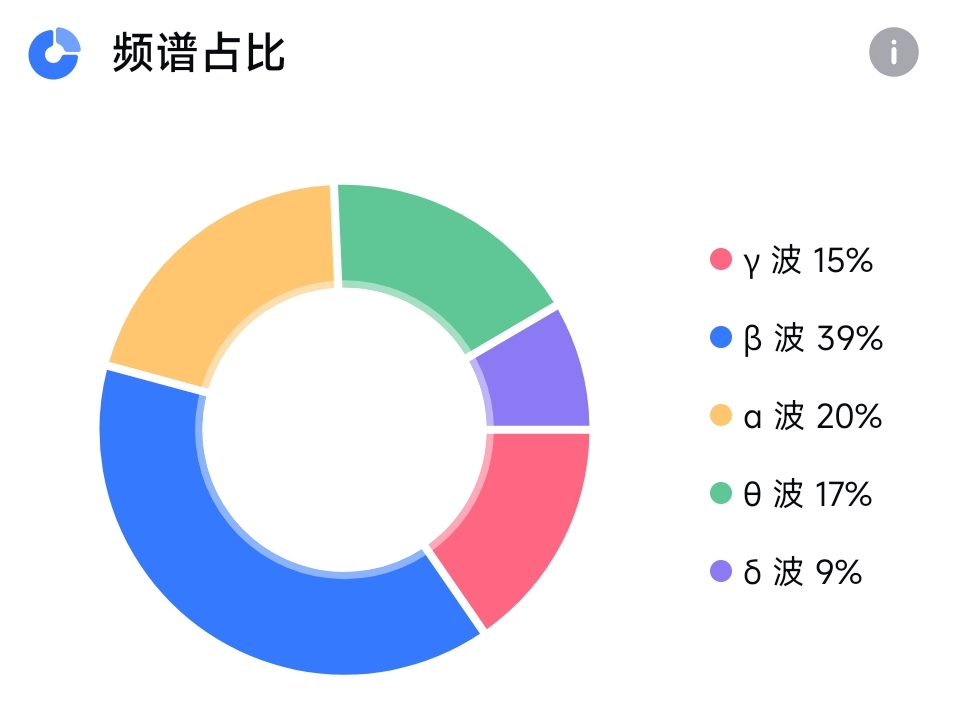 频谱占比
γ 波 15%
β 波 39%
α 波 20%
θ 波 17%
δ 波 9%